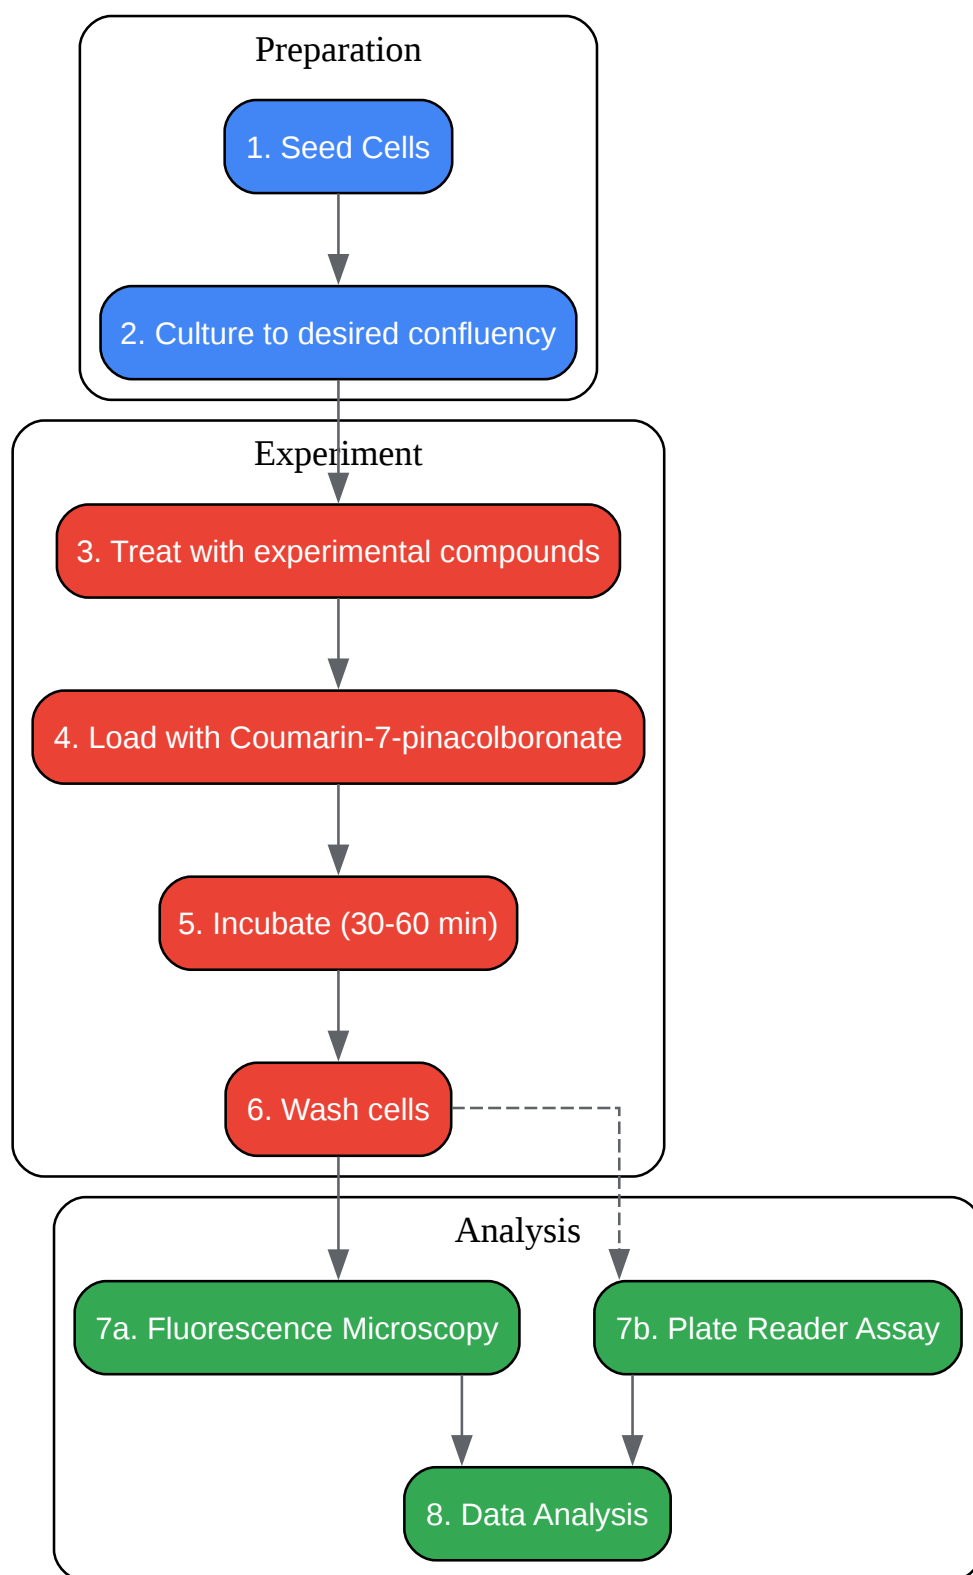 Preparation
1. Seed Cells
2. Culture to desired confluency
Experiment
3. Treat with experimental compounds
4. Load with Coumarin-7-pinacolboronate
5. Incubate (30-60 min)
6. Wash cells
Analysis
7a. Fluorescence Microscopy
7b. Plate Reader Assay
8. Data Analysis